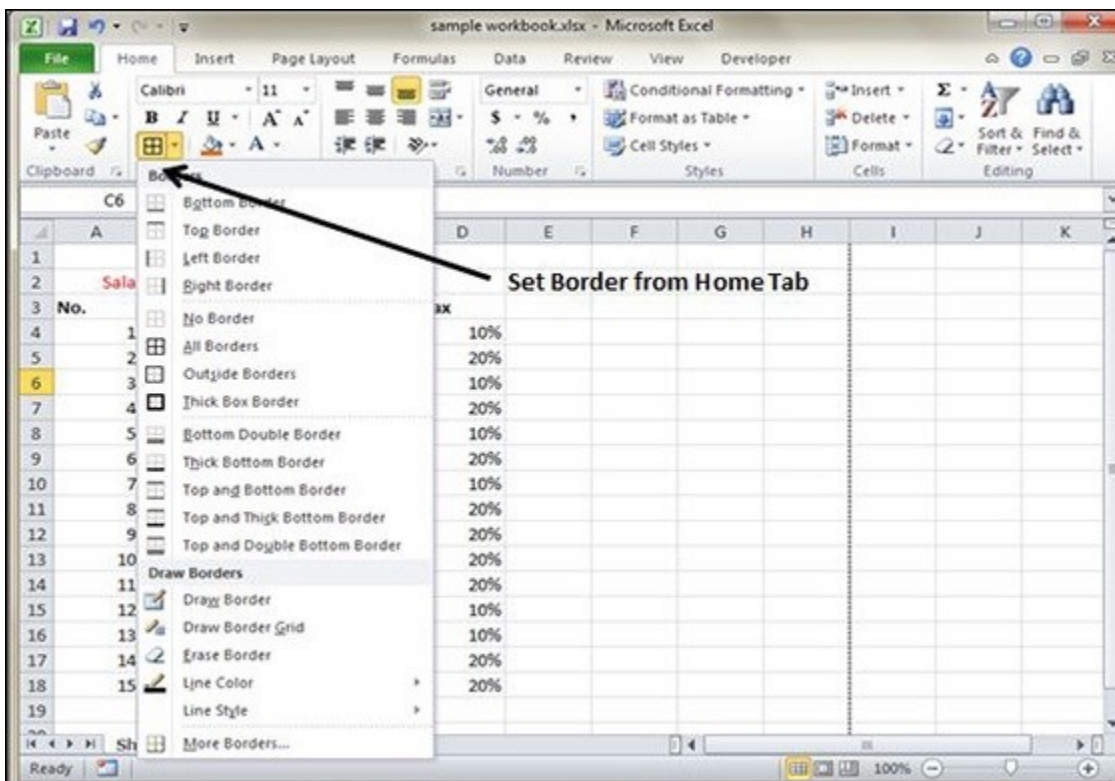 sample workbook.xlsx - Microsoft Excel
File Home Insert Page Layout Formulas Data Review View Developer
Paste
Clipboard
Calibri 11
B I U A A
A
General
$ % ,
Number
Conditional Formatting
Format as Table
Cell Styles
Styles
Insert
Delete
Format
Cells
Σ
Sort & Filter
Find & Select
Editing
C6
Borders
Bottom Border
Top Border
Left Border
Right Border
No Border
All Borders
Outside Borders
Thick Box Border
Bottom Double Border
Thick Bottom Border
Top and Bottom Border
Top and Thick Bottom Border
Top and Double Bottom Border
Draw Borders
Draw Border
Draw Border Grid
Erase Border
Line Color
Line Style
More Borders...
Set Border from Home Tab
A D E F G H I J K
1
2 Sala
3 No. ax
4 1 10%
5 2 20%
6 3 10%
7 4 20%
8 5 10%
9 6 20%
10 7 10%
11 8 20%
12 9 20%
13 10 20%
14 11 20%
15 12 10%
16 13 10%
17 14 20%
18 15 20%
19
Sh
Ready 100%